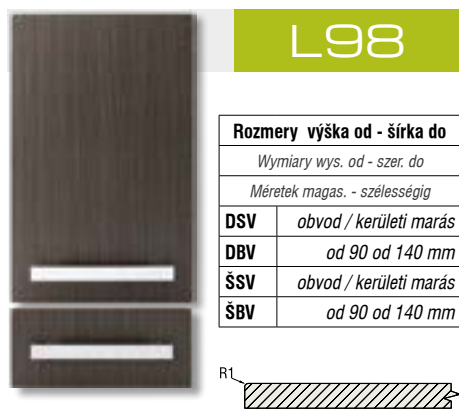 L98
Rozmery výška od - šírka do
Wymiary wys. od - szer. do
Méretek magas. - szélességig
DSV obvod / kerületi marás
DBV od 90 od 140 mm
ŠSV obvod / kerületi marás
ŠBV od 90 od 140 mm
R1